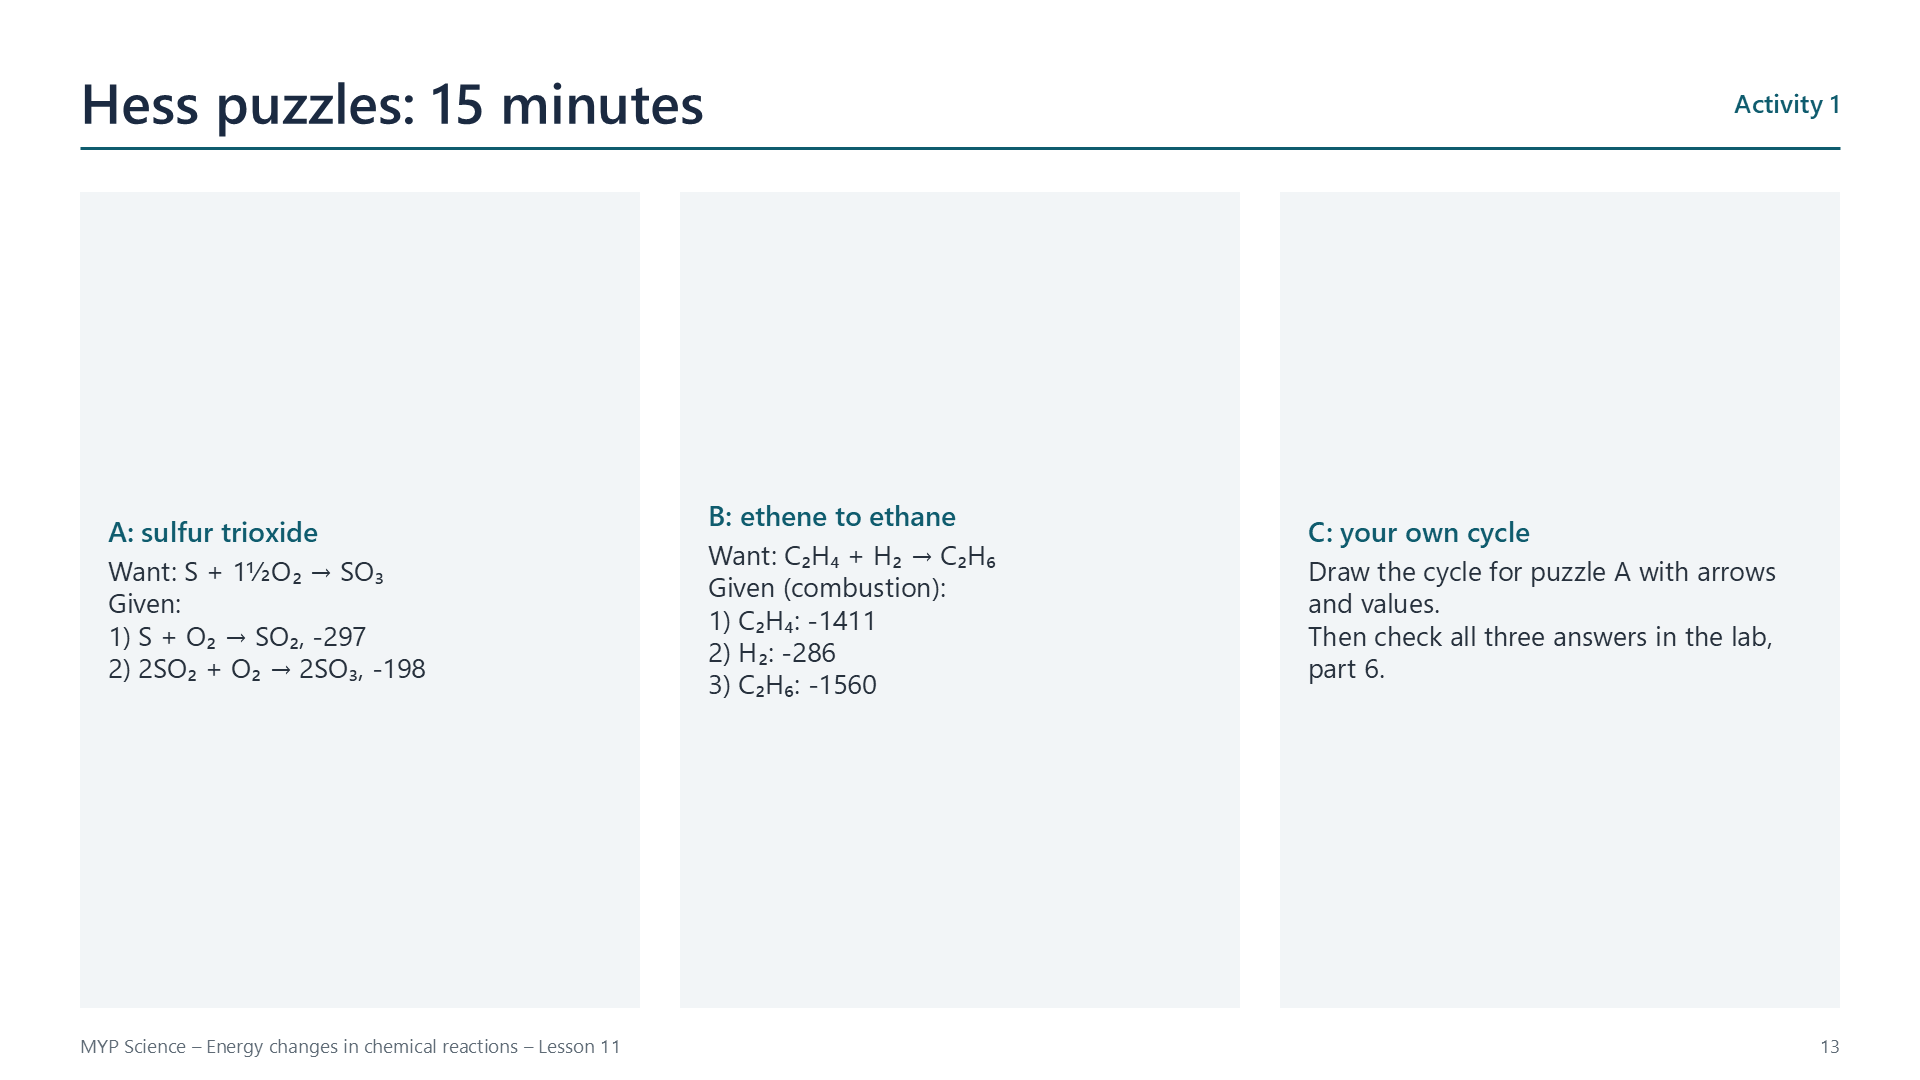 Hess puzzles: 15 minutes
Activity 1
A: sulfur trioxide
Want: S + 1½O₂ → SO₃
Given:
1) S + O₂ → SO₂, -297
2) 2SO₂ + O₂ → 2SO₃, -198
B: ethene to ethane
Want: C₂H₄ + H₂ → C₂H₆
Given (combustion):
1) C₂H₄: -1411
2) H₂: -286
3) C₂H₆: -1560
C: your own cycle
Draw the cycle for puzzle A with arrows
and values.
Then check all three answers in the lab,
part 6.
MYP Science – Energy changes in chemical reactions – Lesson 11
13